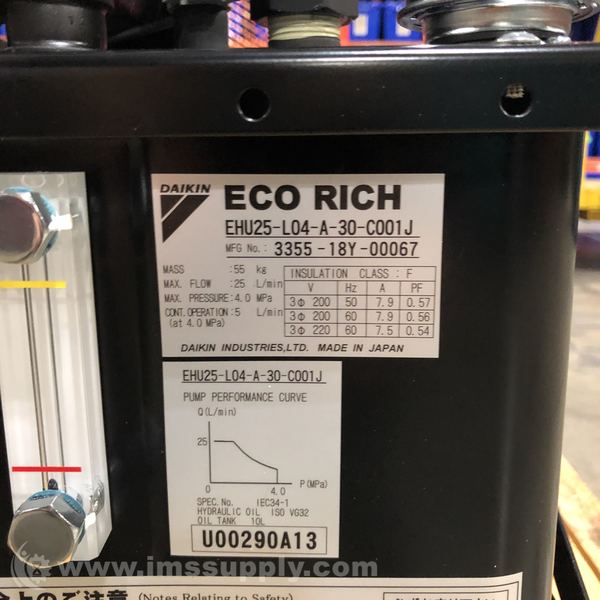 DAIKIN
ECO RICH
EHU25-L04-A-30-C001J
MFG No.: 3355-18Y-00067
MASS : 55 kg
MAX. FLOW : 25 L/min
MAX. PRESSURE: 4.0 MPa
CONT. OPERATION: 5 L/min
(at 4.0 MPa)
INSULATION CLASS : F
V Hz A PF
3Φ 200 50 7.9 0.57
3Φ 200 60 7.9 0.56
3Φ 220 60 7.5 0.54
DAIKIN INDUSTRIES,LTD. MADE IN JAPAN
EHU25-L04-A-30-C001J
PUMP PERFORMANCE CURVE
Q(L/min)
25
0 4.0 P(MPa)
SPEC. No. IEC34-1
HYDRAULIC OIL ISO VG32
OIL TANK 10L
U00290A13
www.imssupply.com
上のご注意 (Notes Relating to Safety)